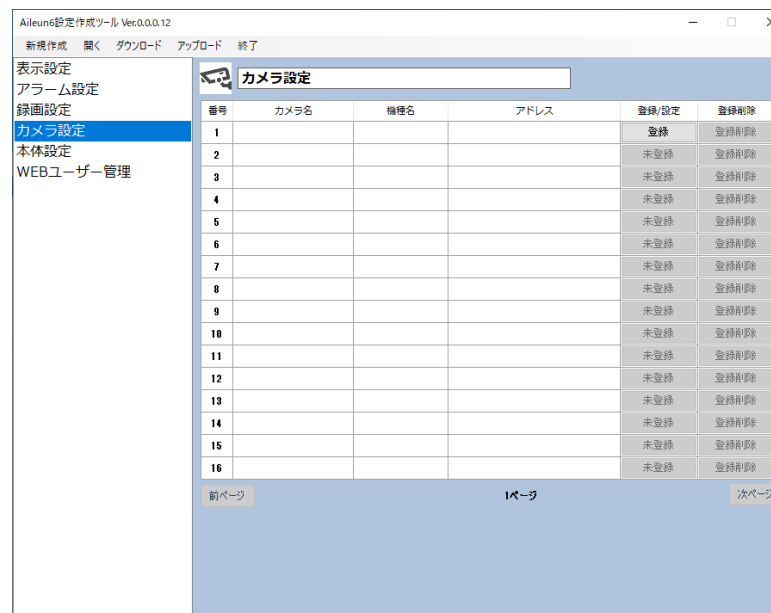 Aileun6設定作成ツール Ver.0.0.0.12
新規作成 開く ダウンロード アップロード 終了
表示設定
アラーム設定
録画設定
カメラ設定
本体設定
WEBユーザー管理
カメラ設定
番号 カメラ名 機種名 アドレス 登録/設定 登録削除
1 登録 登録削除
2 未登録 登録削除
3 未登録 登録削除
4 未登録 登録削除
5 未登録 登録削除
6 未登録 登録削除
7 未登録 登録削除
8 未登録 登録削除
9 未登録 登録削除
10 未登録 登録削除
11 未登録 登録削除
12 未登録 登録削除
13 未登録 登録削除
14 未登録 登録削除
15 未登録 登録削除
16 未登録 登録削除
前ページ 1ページ 次ページ